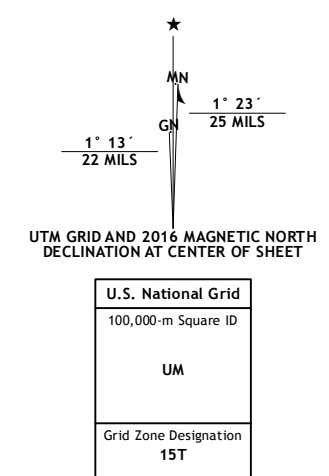 MN
1° 23´
25 MILS
GN
1° 13´
22 MILS
UTM GRID AND 2016 MAGNETIC NORTH
DECLINATION AT CENTER OF SHEET
U.S. National Grid
100,000-m Square ID
UM
Grid Zone Designation
15T